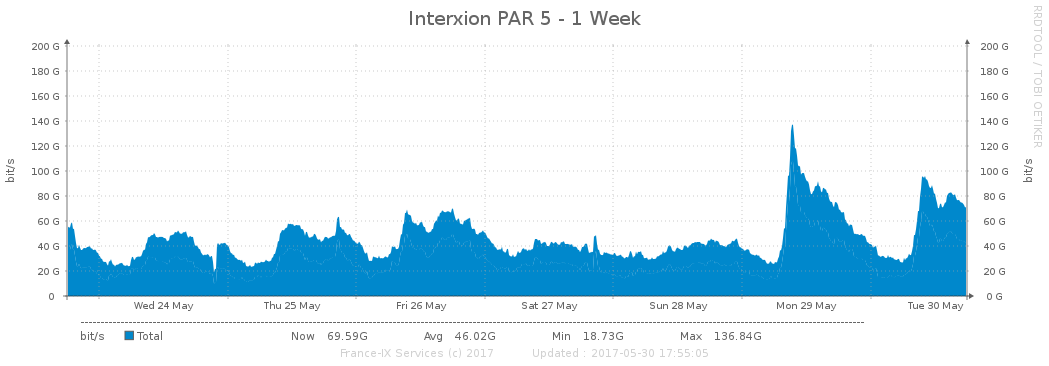 Interxion PAR 5 - 1 Week
RRDTOOL / TOBI OETIKER
200 G 200 G
180 G 180 G
160 G 160 G
140 G 140 G
120 G 120 G
100 G 100 G
80 G 80 G
60 G 60 G
40 G 40 G
20 G 20 G
0 0 G
bit/s bit/s
Wed 24 May Thu 25 May Fri 26 May Sat 27 May Sun 28 May Mon 29 May Tue 30 May
bit/s Total Now 69.59G Avg 46.02G Min 18.73G Max 136.84G
France-IX Services (c) 2017 Updated : 2017-05-30 17:55:05